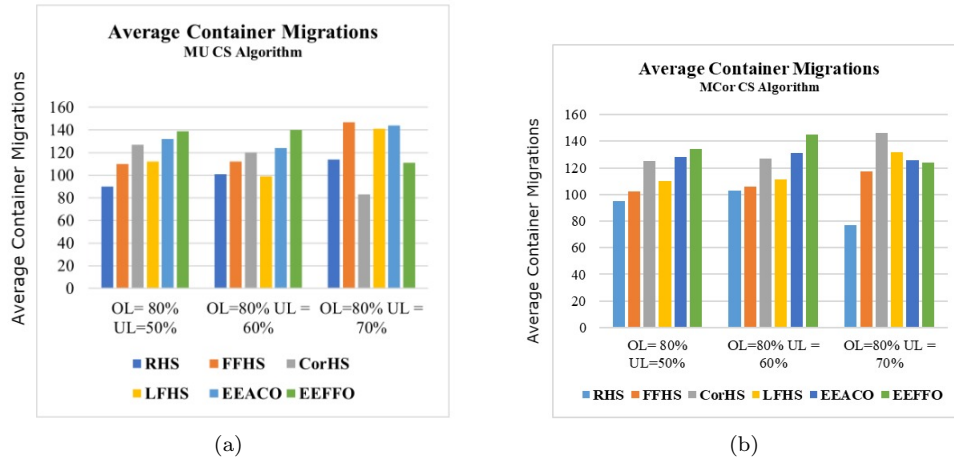 Average Container Migrations
MU CS Algorithm
Average Container Migrations
160
140
120
100
80
60
40
20
0
OL= 80% UL=50%
OL=80% UL = 60%
OL=80% UL = 70%
RHS FFHS CorHS
LFHS EEACO EEFFO
(a)
Average Container Migrations
MCor CS Algorithm
Average Container Migrations
160
140
120
100
80
60
40
20
0
OL= 80% UL=50%
OL=80% UL = 60%
OL=80% UL = 70%
RHS FFHS CorHS LFHS EEACO EEFFO
(b)